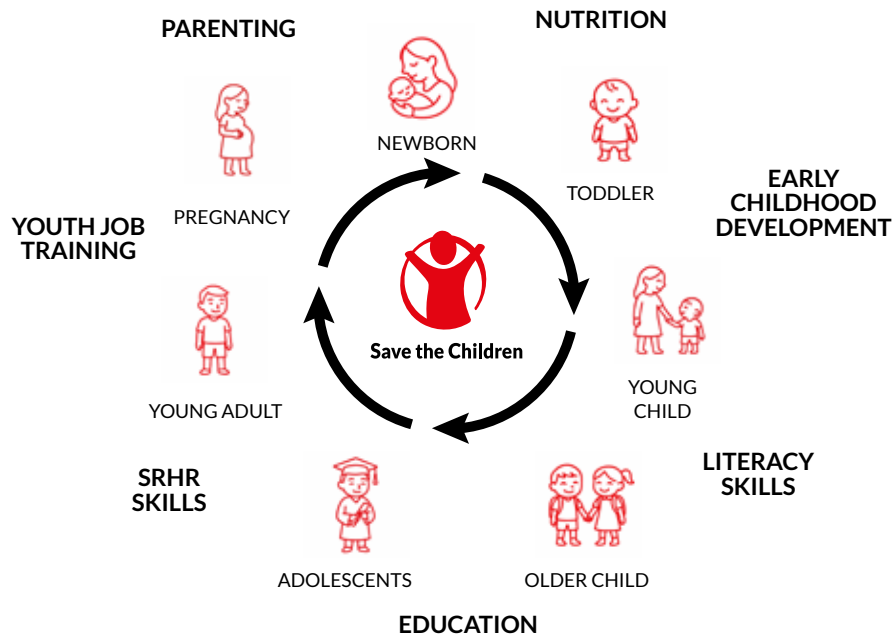 PARENTING
NUTRITION
NEWBORN
TODDLER
PREGNANCY
EARLY
CHILDHOOD
DEVELOPMENT
YOUTH JOB
TRAINING
Save the Children
YOUNG
CHILD
YOUNG ADULT
LITERACY
SKILLS
SRHR
SKILLS
ADOLESCENTS
OLDER CHILD
EDUCATION